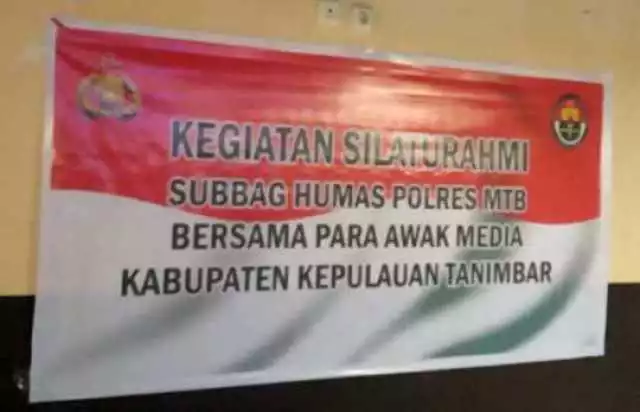 KEGIATAN SILATURAHMI
SUBBAG HUMAS POLRES MTB
BERSAMA PARA AWAK MEDIA
KABUPATEN KEPULAUAN TANIMBAR